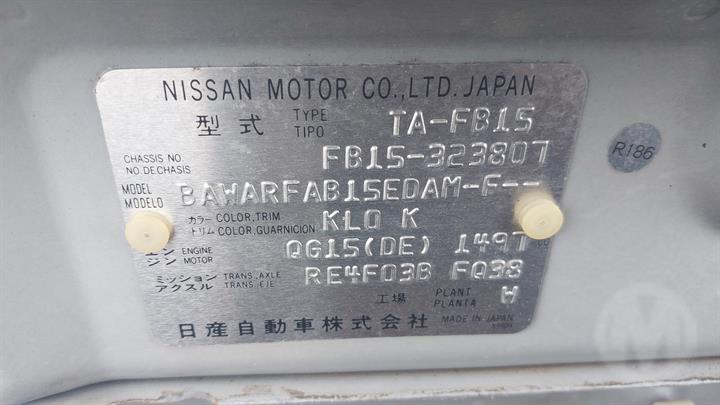 NISSAN MOTOR CO.,LTD. JAPAN
型式 TYPE TIPO TA-FB15
CHASSIS NO. NO. DE CHASIS FB15-323807
MODEL MODELO BAWARFAB15EDAM-F--
カラー COLOR, TRIM トリム COLOR, GUARNICION KL0 K
エンジン ENGINE MOTOR QG15(DE) 1497 cc
ミッション TRANS., AXLE アクスル TRANS., EJE RE4F03B FQ38
工場 PLANT PLANTA W
日産自動車株式会社 MADE IN JAPAN
R186
M